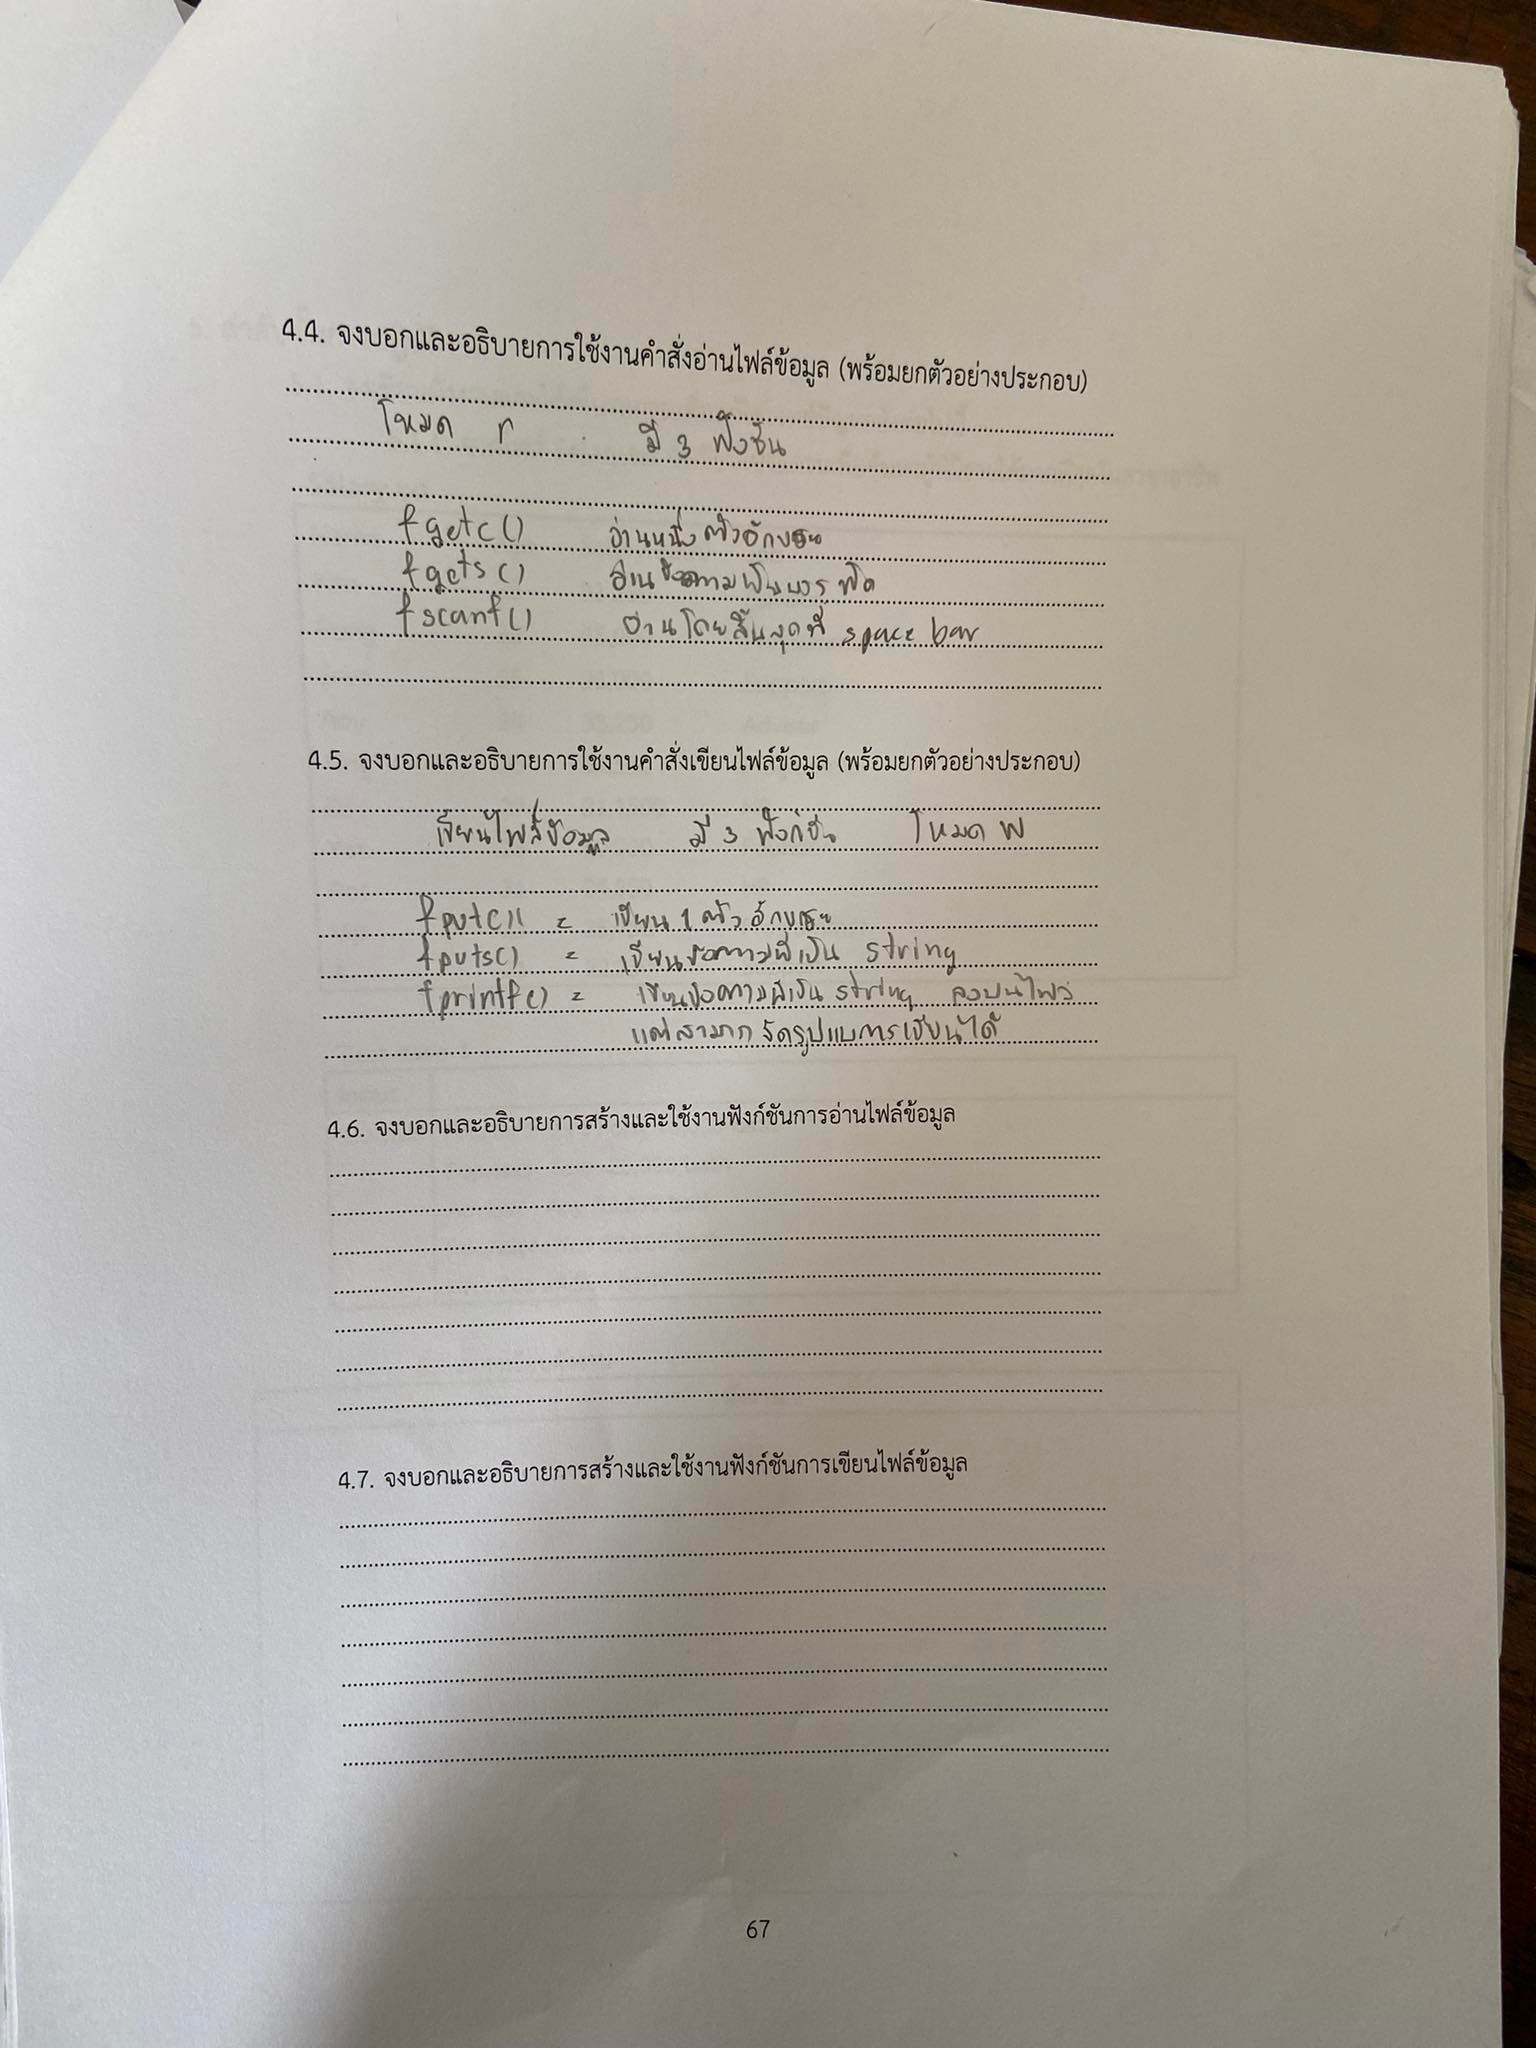 4.4. จงบอกและอธิบายการใช้งานคำสั่งอ่านไฟล์ข้อมูล (พร้อมยกตัวอย่างประกอบ)
โหมด r มี 3 ฟังชัน
fgetc() อ่านหนึ่งตัวอักษร
fgets() อ่านข้อความ
fscanf() อ่านโดยสิ้นสุดที่ space bar
4.5. จงบอกและอธิบายการใช้งานคำสั่งเขียนไฟล์ข้อมูล (พร้อมยกตัวอย่างประกอบ)
เขียนไฟล์ข้อมูล มี 3 ฟังก์ชัน โหมด w
fputc() = เขียน 1 ตัวอักษร
fputs() = เขียนข้อความที่เป็น string
fprintf() = เขียนข้อความที่เป็น string ลงบนไฟล์
แต่สามารถจัดรูปแบบการเขียนได้
4.6. จงบอกและอธิบายการสร้างและใช้งานฟังก์ชันการอ่านไฟล์ข้อมูล
4.7. จงบอกและอธิบายการสร้างและใช้งานฟังก์ชันการเขียนไฟล์ข้อมูล
67